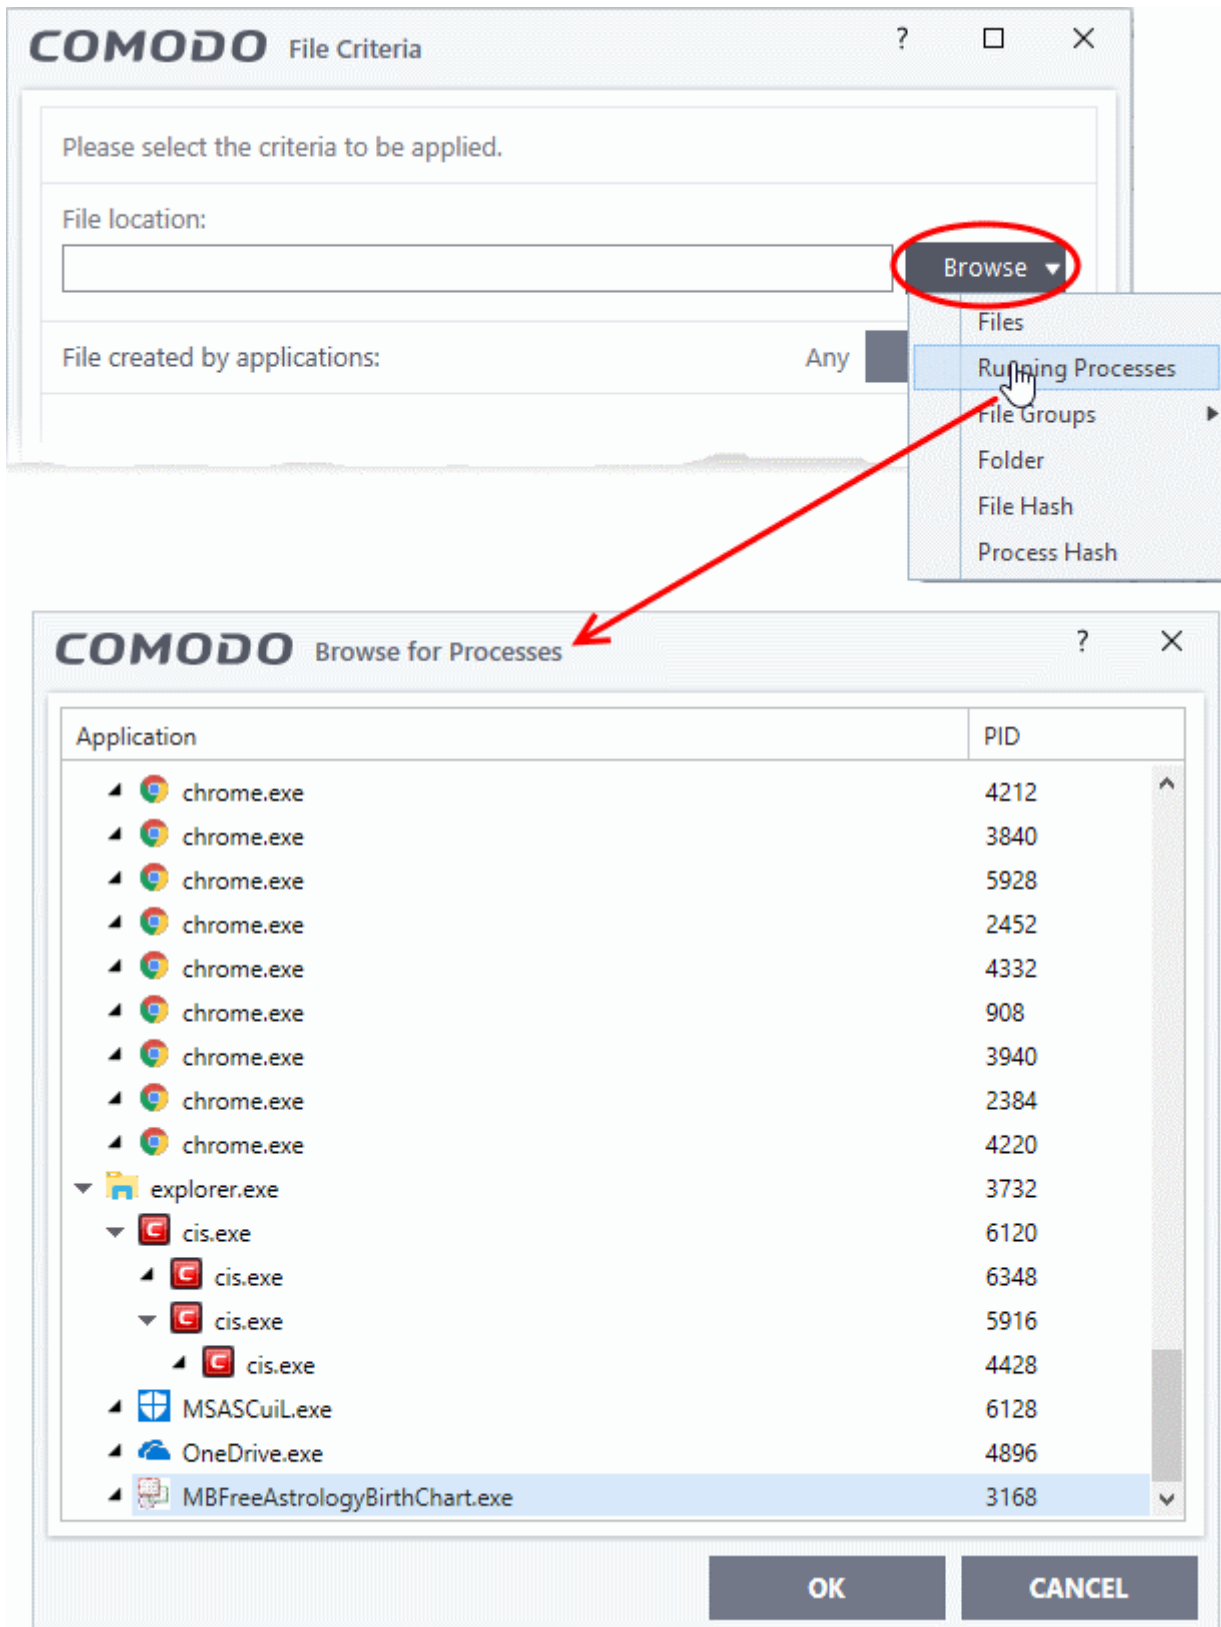 COMODO File Criteria ?
Please select the criteria to be applied.
File location:
Browse
Files
File created by applications: Any
Running Processes
File Groups
Folder
File Hash
Process Hash
COMODO Browse for Processes ?
Application PID
chrome.exe 4212
chrome.exe 3840
chrome.exe 5928
chrome.exe 2452
chrome.exe 4332
chrome.exe 908
chrome.exe 3940
chrome.exe 2384
chrome.exe 4220
explorer.exe 3732
cis.exe 6120
cis.exe 6348
cis.exe 5916
cis.exe 4428
MSASCuiL.exe 6128
OneDrive.exe 4896
MBFreeAstrologyBirthChart.exe 3168
OK CANCEL